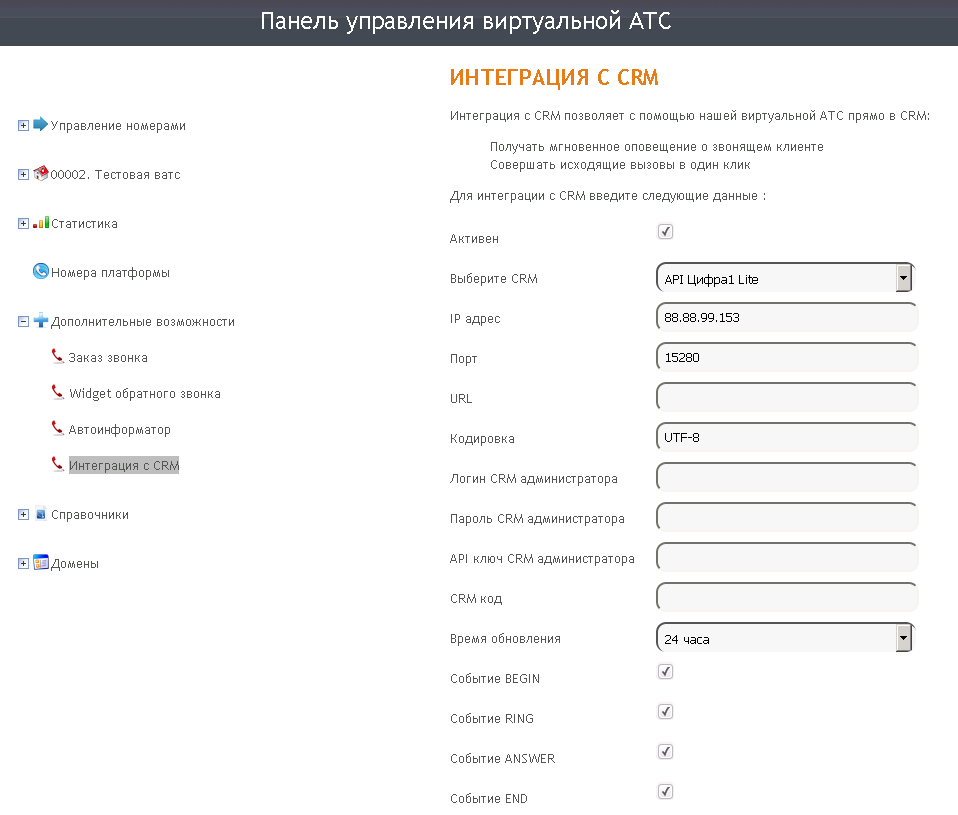 Панель управления виртуальной АТС
Управление номерами
00002. Тестовая ватс
Статистика
Номера платформы
Дополнительные возможности
Заказ звонка
Widget обратного звонка
Автоинформатор
Интеграция с CRM
Справочники
Домены
ИНТЕГРАЦИЯ С CRM
Интеграция с CRM позволяет с помощью нашей виртуальной АТС прямо в CRM:
Получать мгновенное оповещение о звонящем клиенте
Совершать исходящие вызовы в один клик
Для интеграции с CRM введите следующие данные :
Активен
Выберите CRM API Цифра1 Lite
IP адрес 88.88.99.153
Порт 15280
URL
Кодировка UTF-8
Логин CRM администратора
Пароль CRM администратора
API ключ CRM администратора
CRM код
Время обновления 24 часа
Событие BEGIN
Событие RING
Событие ANSWER
Событие END